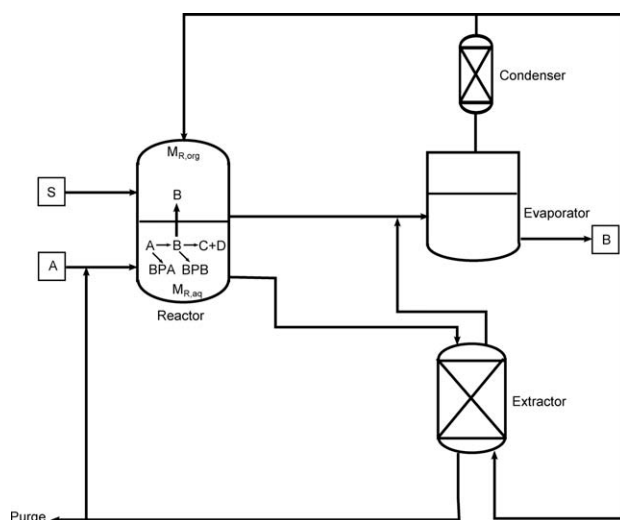 Condenser
M_R,org
S
B
Evaporator
A → B → C+D
B
A
BPA BPB
M_R,aq
Reactor
Extractor
Purge